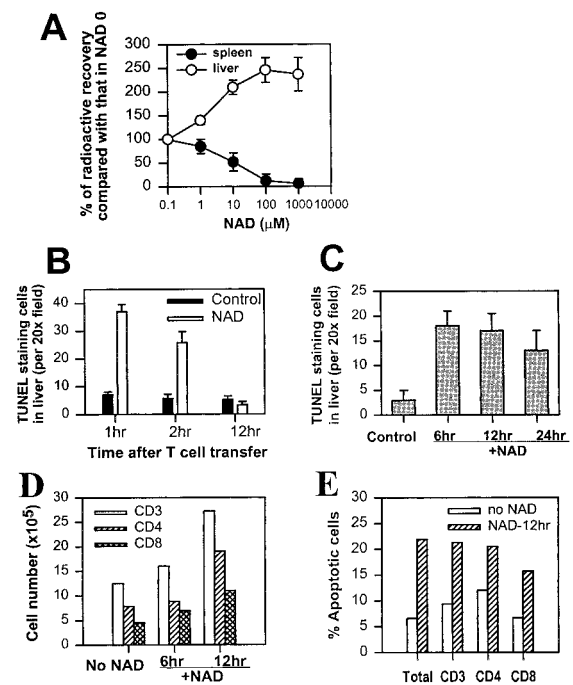 A
% of radioactive recovery
compared with that in NAD 0
300
250
200
150
100
50
0
spleen
liver
0.1 1 10 100 1000 10000
NAD (μM)
B
TUNEL staining cells
in liver (per 20x field)
40
30
20
10
0
Control
NAD
1hr 2hr 12hr
Time after T cell transfer
C
TUNEL staining cells
in liver (per 20x field)
25
20
15
10
5
0
Control 6hr 12hr 24hr
+NAD
D
Cell number (x10⁵)
30
25
20
15
10
5
0
CD3
CD4
CD8
No NAD 6hr 12hr
+NAD
E
% Apoptotic cells
30
25
20
15
10
5
0
no NAD
NAD-12hr
Total CD3 CD4 CD8